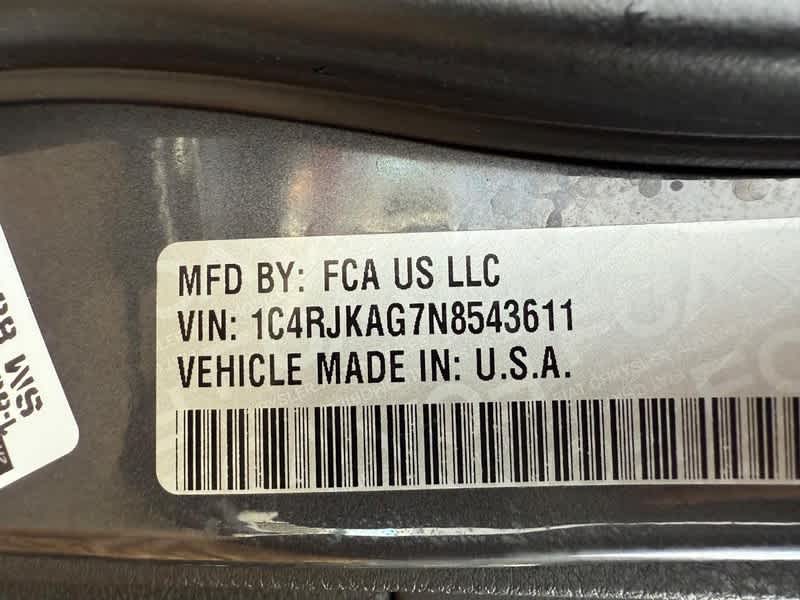 MFD BY: FCA US LLC
VIN: 1C4RJKAG7N8543611
VEHICLE MADE IN: U.S.A.